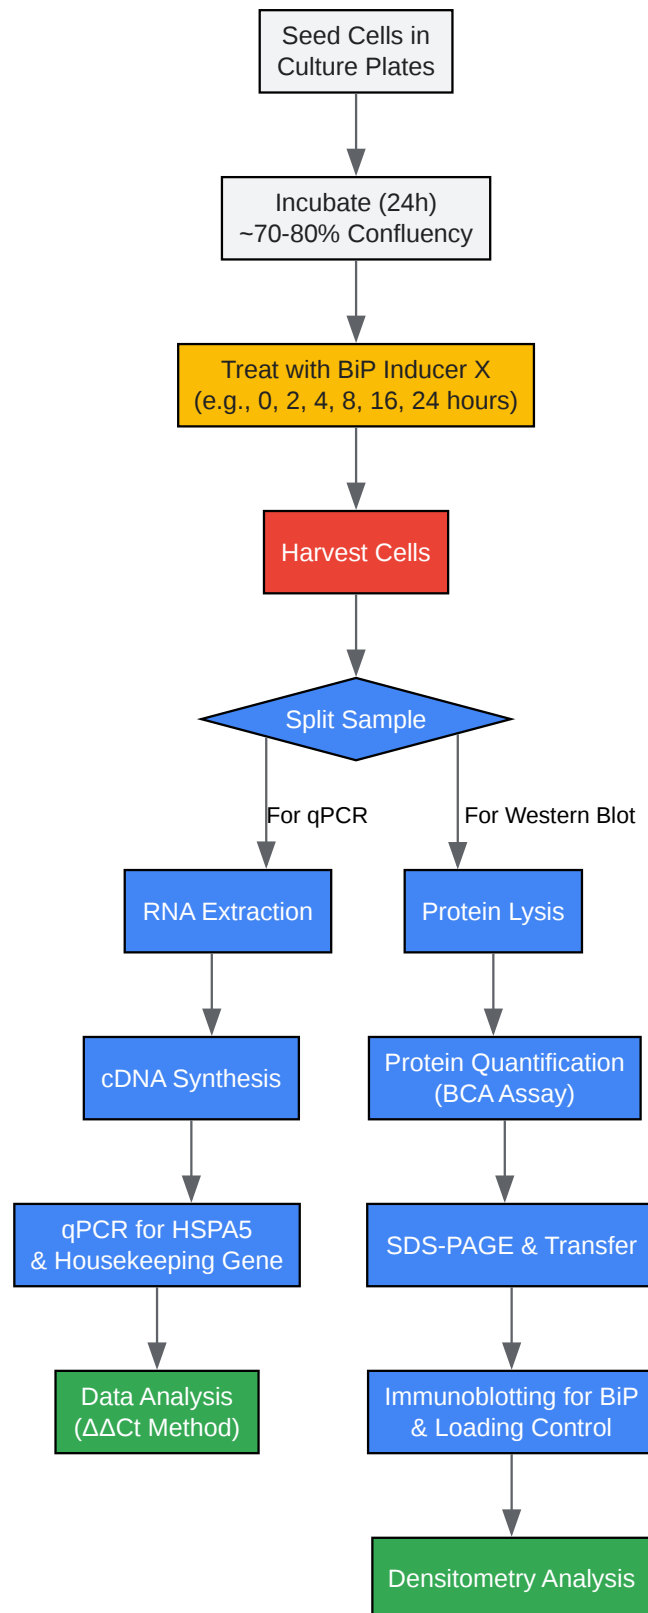 Seed Cells in
Culture Plates
Incubate (24h)
~70-80% Confluency
Treat with BiP Inducer X
(e.g., 0, 2, 4, 8, 16, 24 hours)
Harvest Cells
Split Sample
For qPCR
For Western Blot
RNA Extraction
Protein Lysis
cDNA Synthesis
Protein Quantification
(BCA Assay)
qPCR for HSPA5
& Housekeeping Gene
SDS-PAGE & Transfer
Data Analysis
(ΔΔCt Method)
Immunoblotting for BiP
& Loading Control
Densitometry Analysis